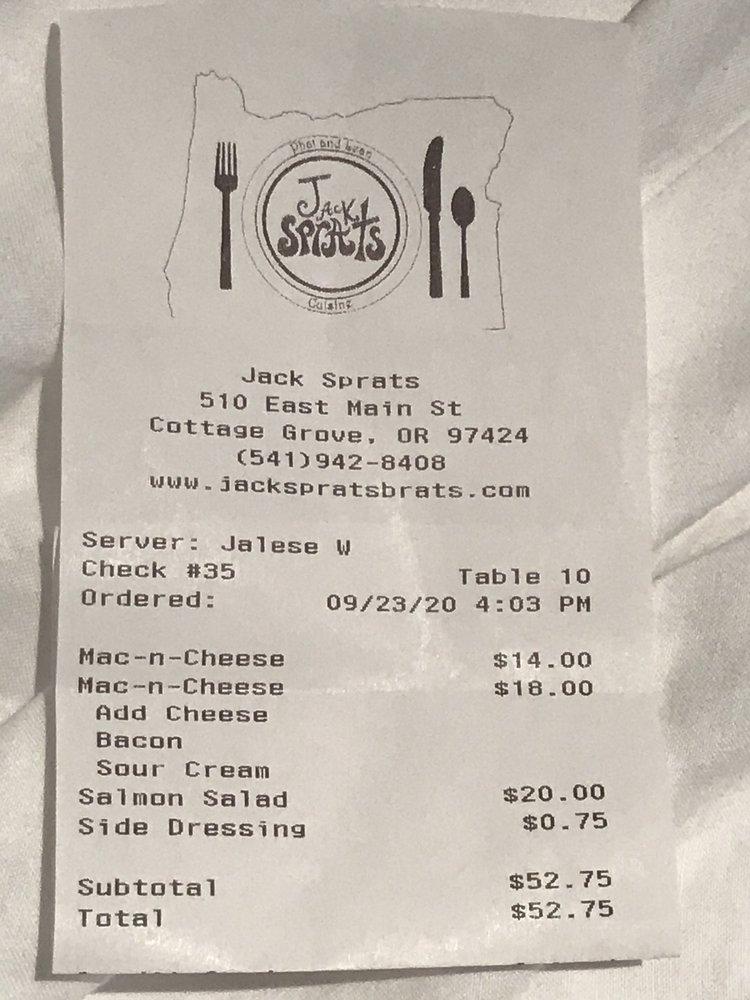 Phat and Lean
Jack
Sprats
Cuisine
Jack Sprats
510 East Main St
Cottage Grove, OR 97424
(541)942-8408
www.jackspratsbrats.com
Server: Jalese W
Check #35 Table 10
Ordered: 09/23/20 4:03 PM
Mac-n-Cheese $14.00
Mac-n-Cheese $18.00
Add Cheese
Bacon
Sour Cream
Salmon Salad $20.00
Side Dressing $0.75
Subtotal $52.75
Total $52.75